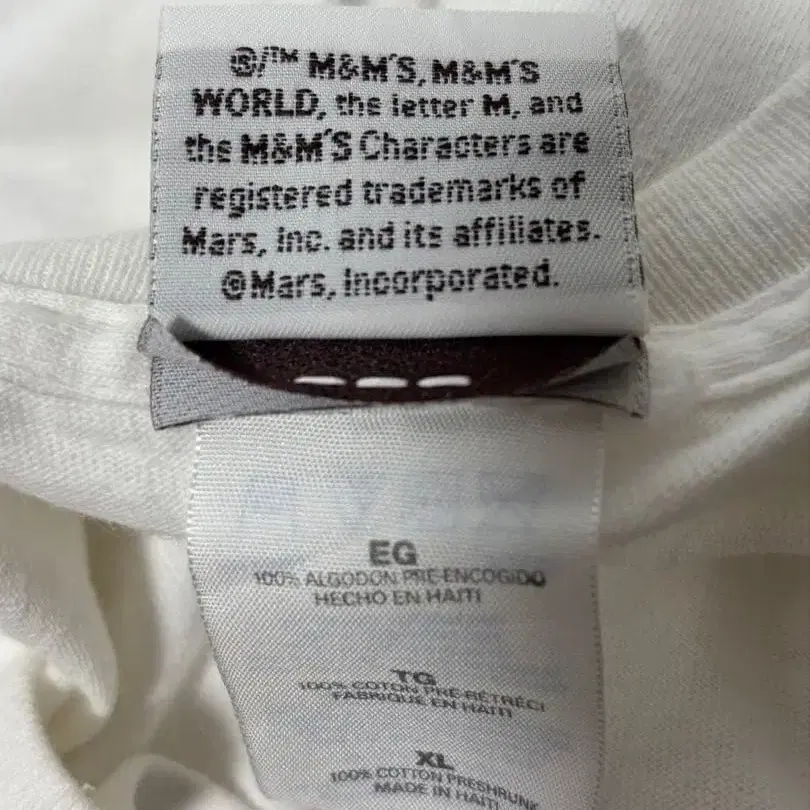 ®/™ M&M'S, M&M'S
WORLD, the letter M, and
the M&M'S Characters are
registered trademarks of
Mars, Inc. and its affiliates.
©Mars, Incorporated.
EG
100% ALGODON PRE-ENCOGIDO
HECHO EN HAITI
TG
100% COTON PRE-RÉTRÉCI
FABRIQUE EN HAITI
XL
100% COTTON PRESHRUNK
MADE IN HAITI